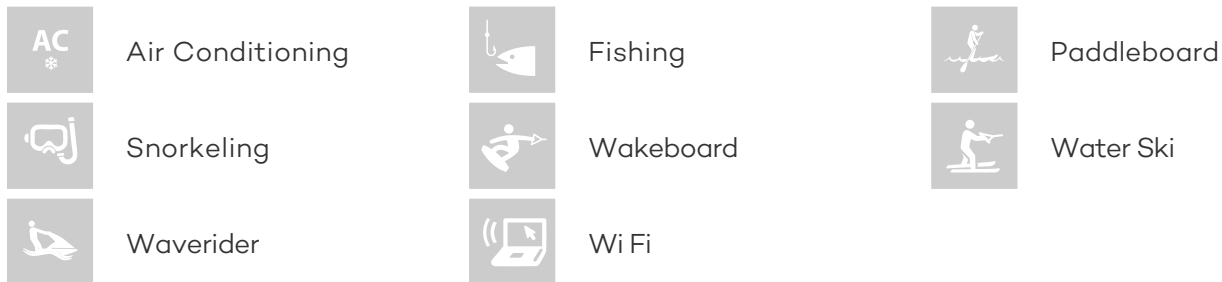 AC
Air Conditioning
Fishing
Paddleboard
Snorkeling
Wakeboard
Water Ski
Waverider
Wi Fi